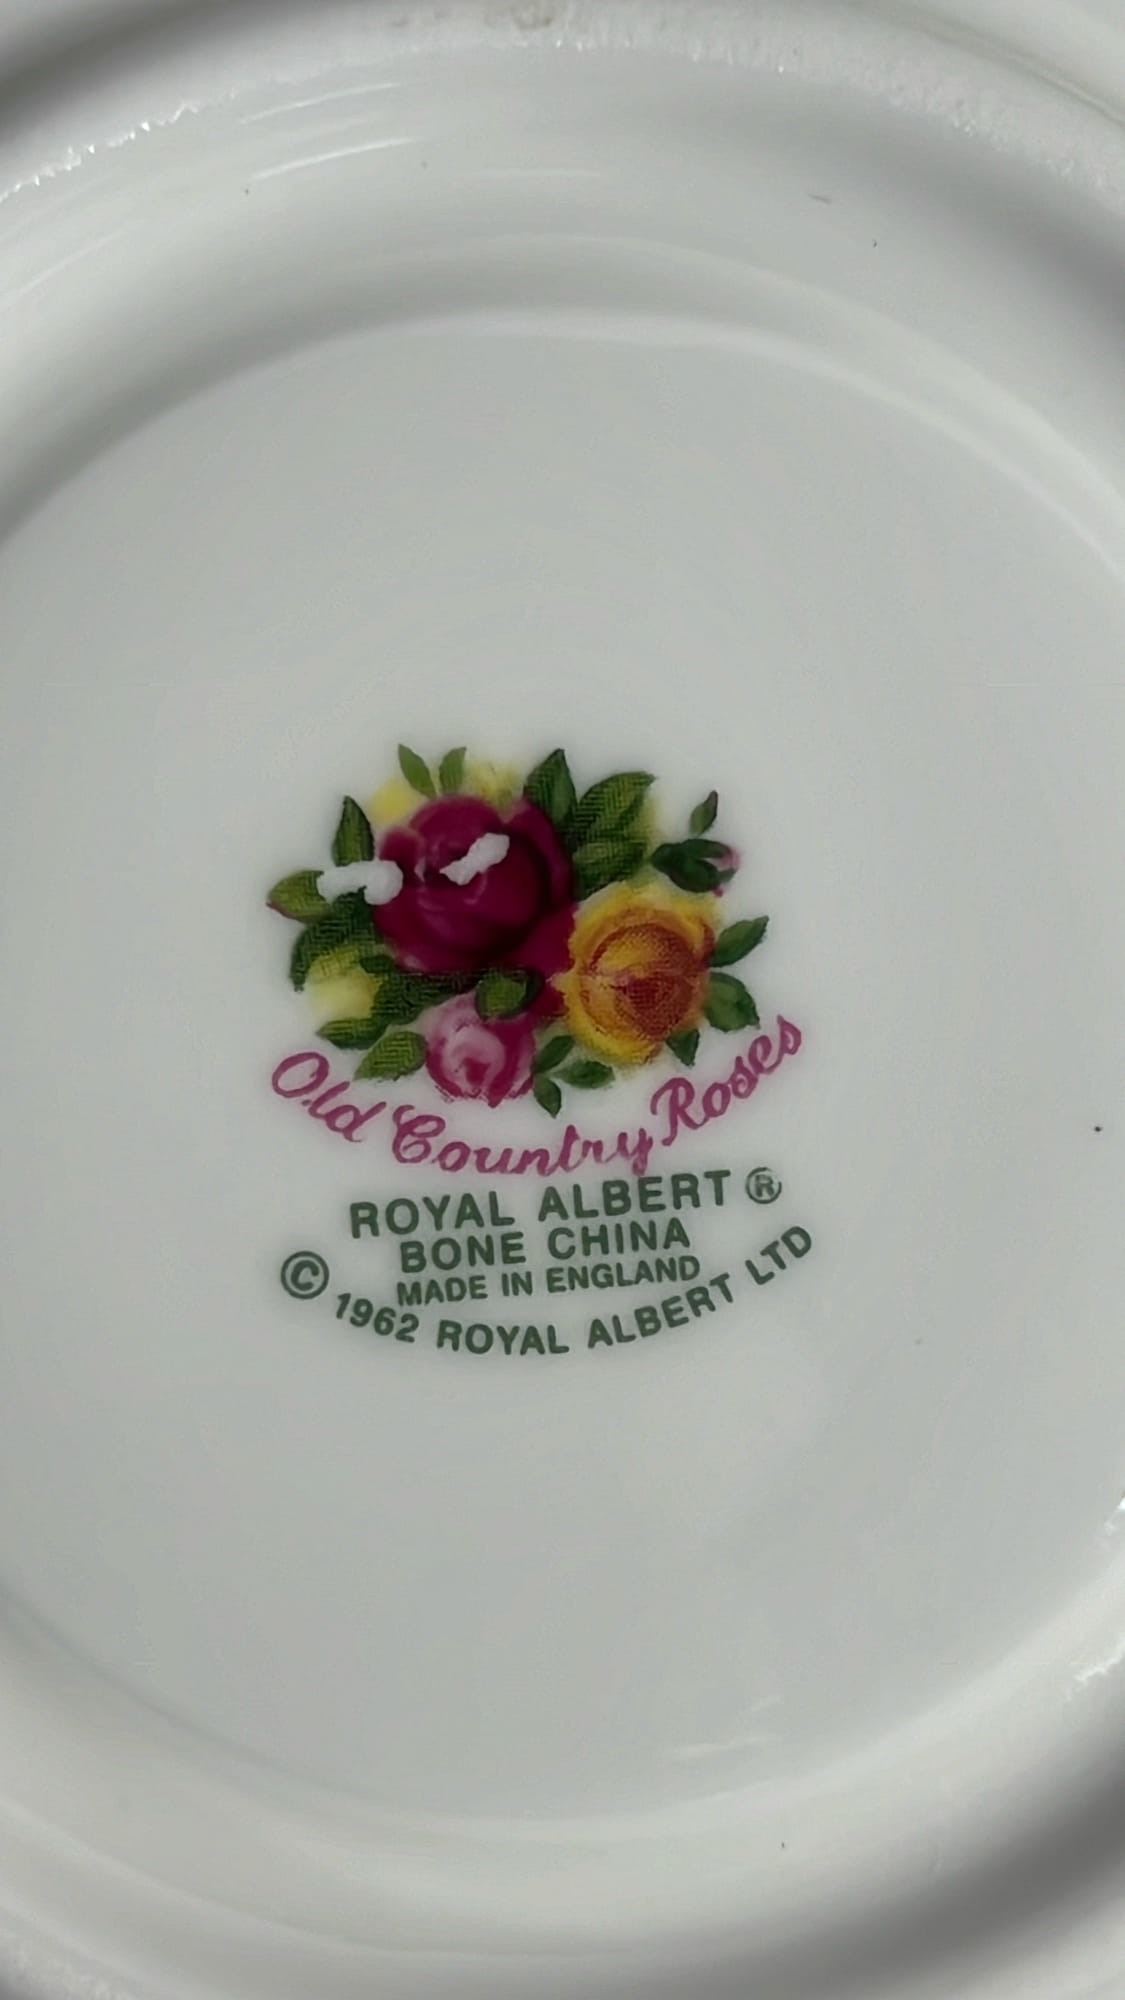 Old Country Roses
ROYAL ALBERT ®
BONE CHINA
MADE IN ENGLAND
© 1962 ROYAL ALBERT LTD